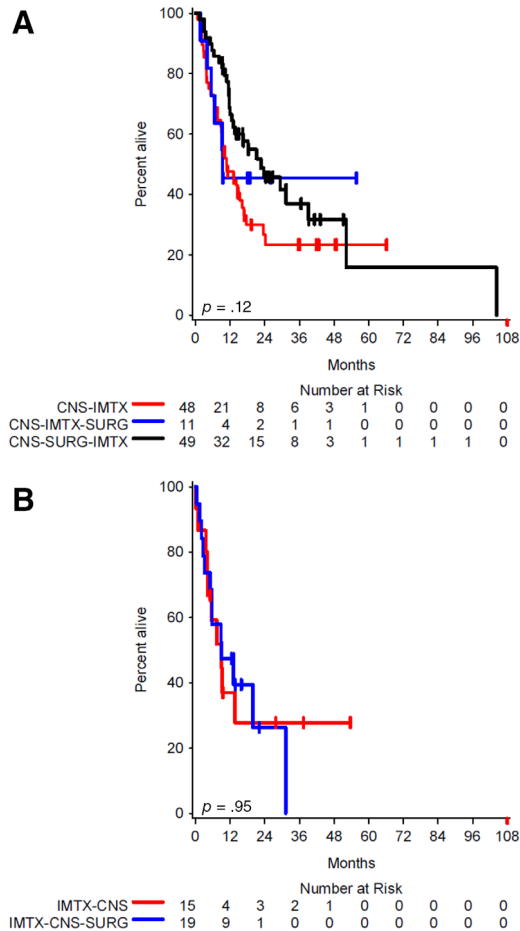 A
100
80
60
40
20
0
Percent alive
p = .12
0 12 24 36 48 60 72 84 96 108
Months
Number at Risk
CNS-IMTX 48 21 8 6 3 1 0 0 0 0
CNS-IMTX-SURG 11 4 2 1 1 0 0 0 0 0
CNS-SURG-IMTX 49 32 15 8 3 1 1 1 1 0
B
100
80
60
40
20
0
Percent alive
p = .95
0 12 24 36 48 60 72 84 96 108
Months
Number at Risk
IMTX-CNS 15 4 3 2 1 0 0 0 0 0
IMTX-CNS-SURG 19 9 1 0 0 0 0 0 0 0